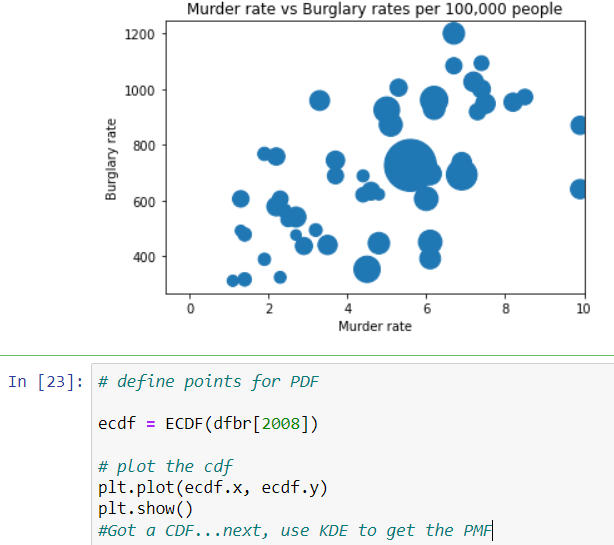 Murder rate vs Burglary rates per 100,000 people
1200
1000
800
600
400
Burglary rate
0 2 4 6 8 10
Murder rate
In [23]: # define points for PDF
ecdf = ECDF(dfbr[2008])
# plot the cdf
plt.plot(ecdf.x, ecdf.y)
plt.show()
#Got a CDF...next, use KDE to get the PMF